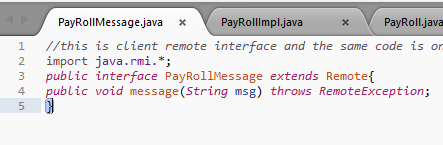 PayRollMessage.java × PayRollImpl.java × PayRoll.java
1 //this is client remote interface and the same code is on
2 import java.rmi.*;
3 public interface PayRollMessage extends Remote{
4 public void message(String msg) throws RemoteException;
5 }